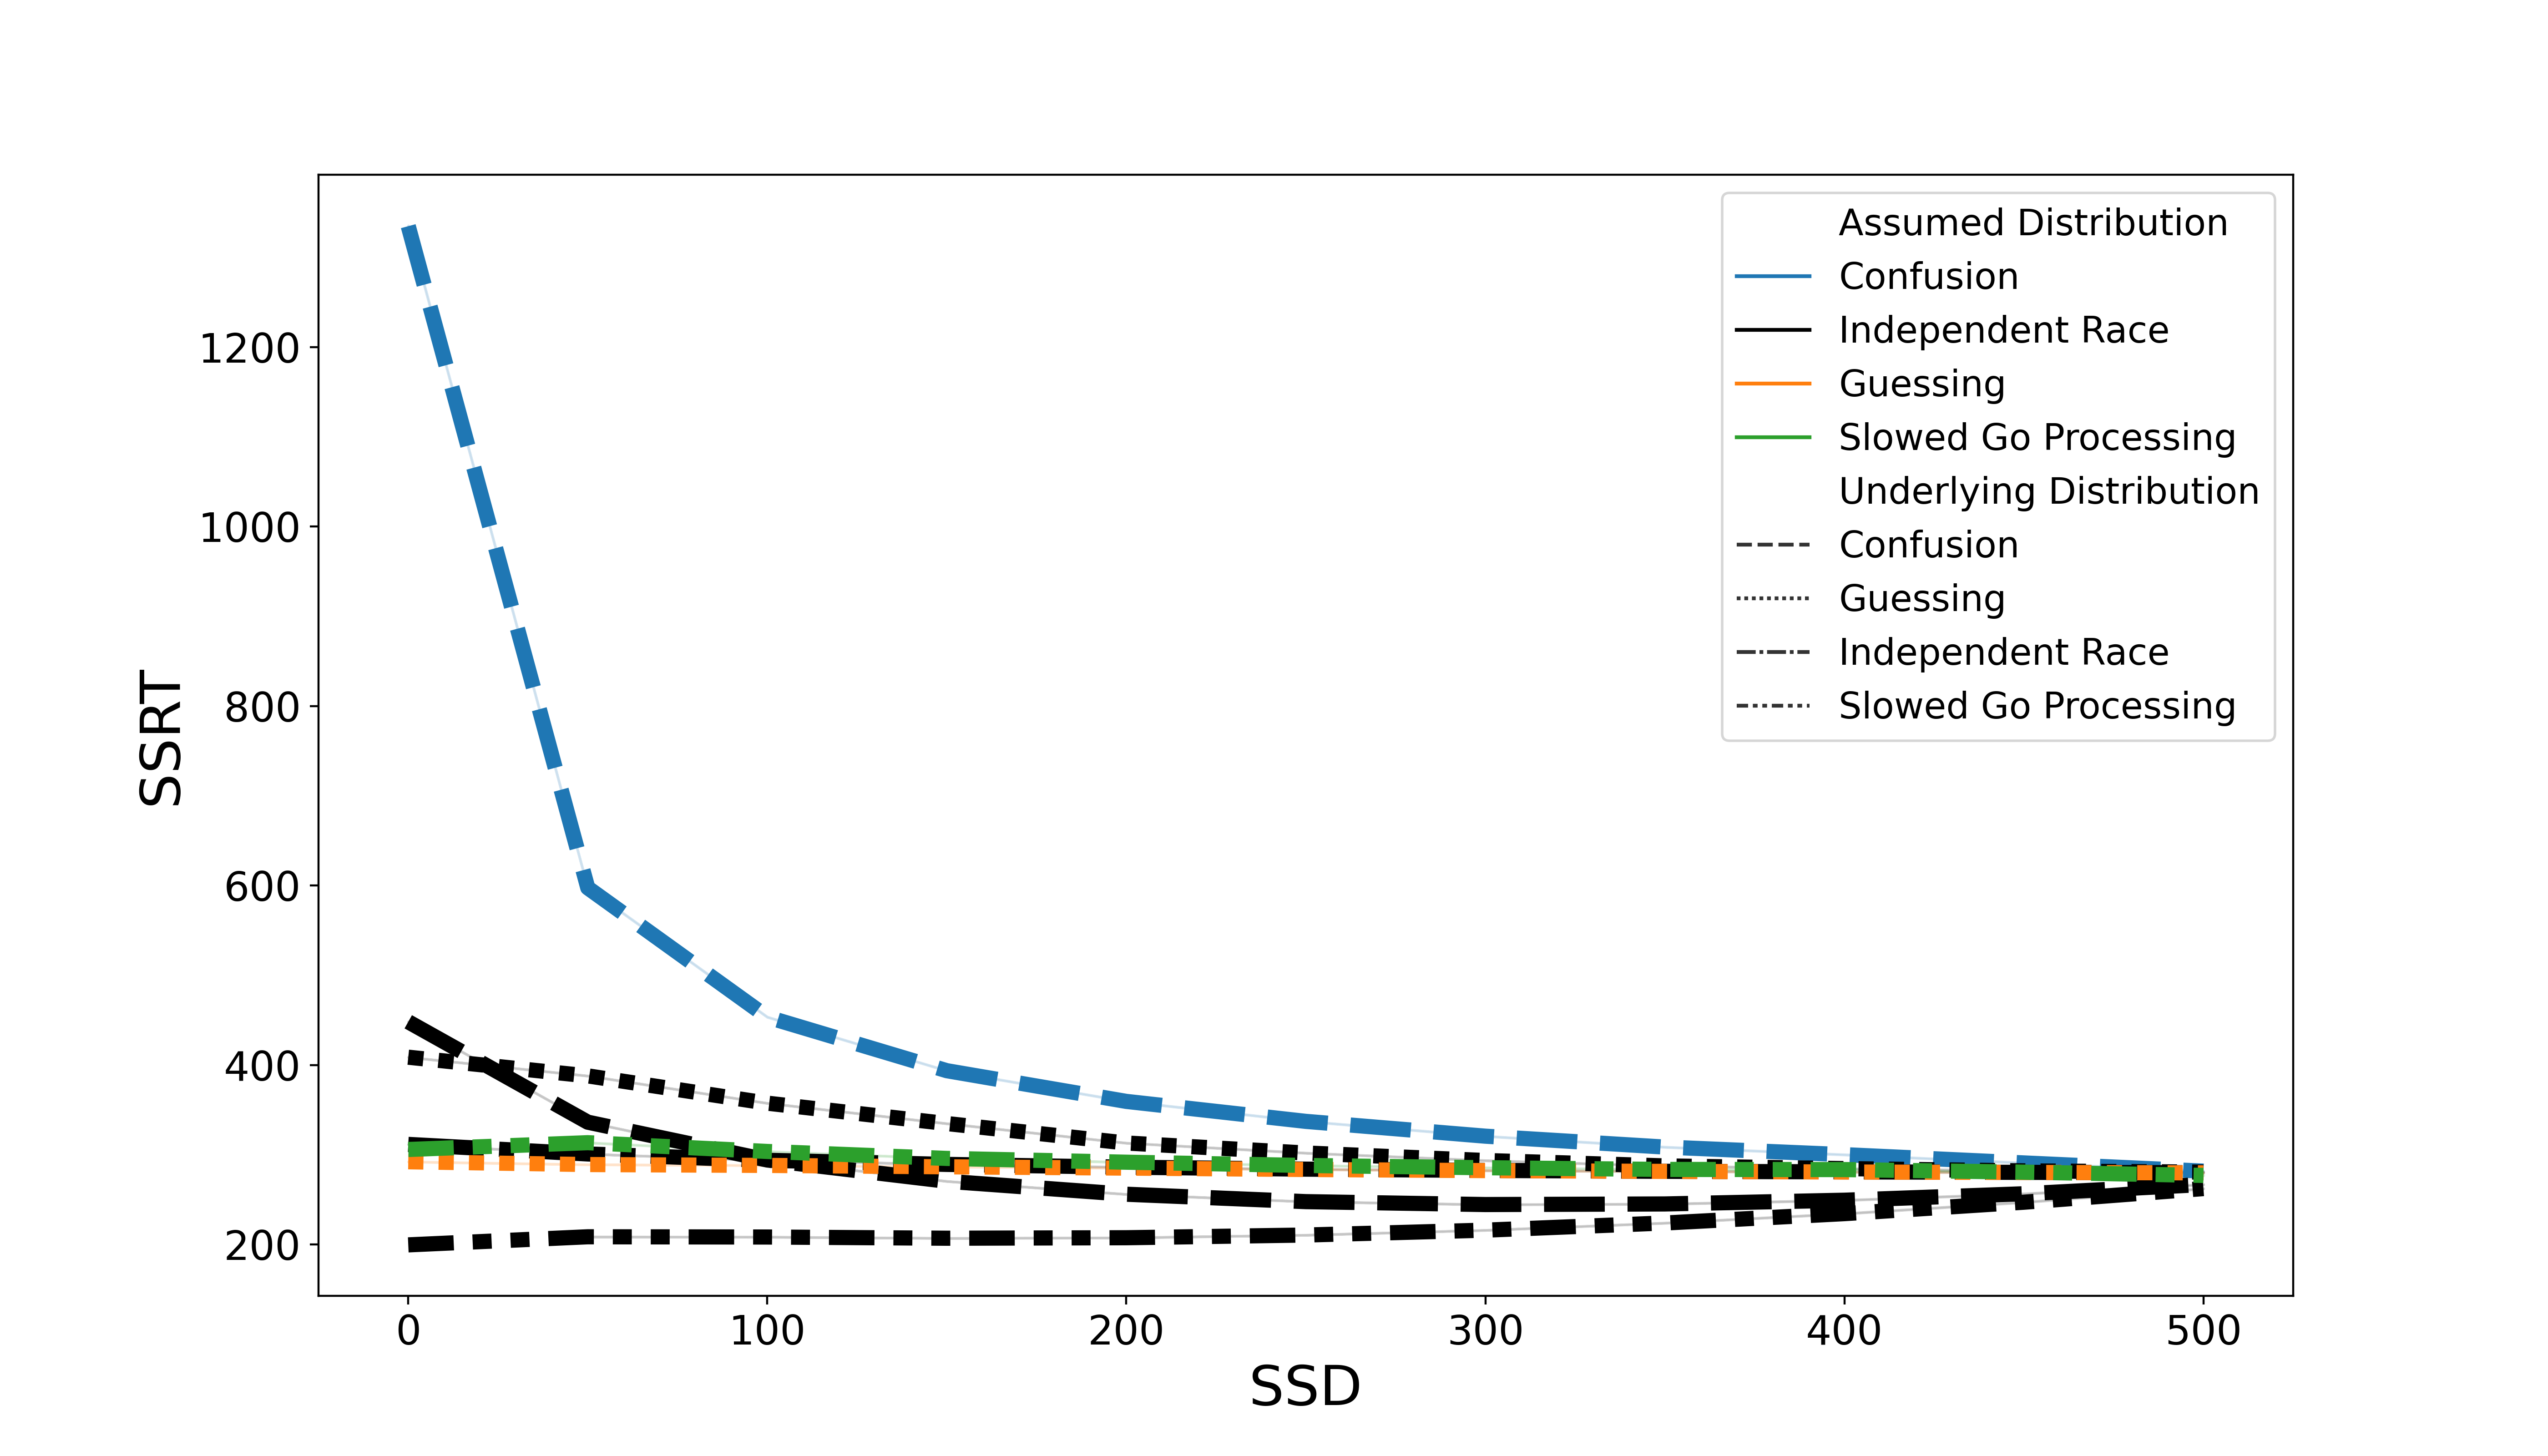 Assumed Distribution
Confusion
Independent Race
Guessing
Slowed Go Processing
Underlying Distribution
Confusion
Guessing
Independent Race
Slowed Go Processing
SSRT
1200
1000
800
600
400
200
0 100 200 300 400 500
SSD